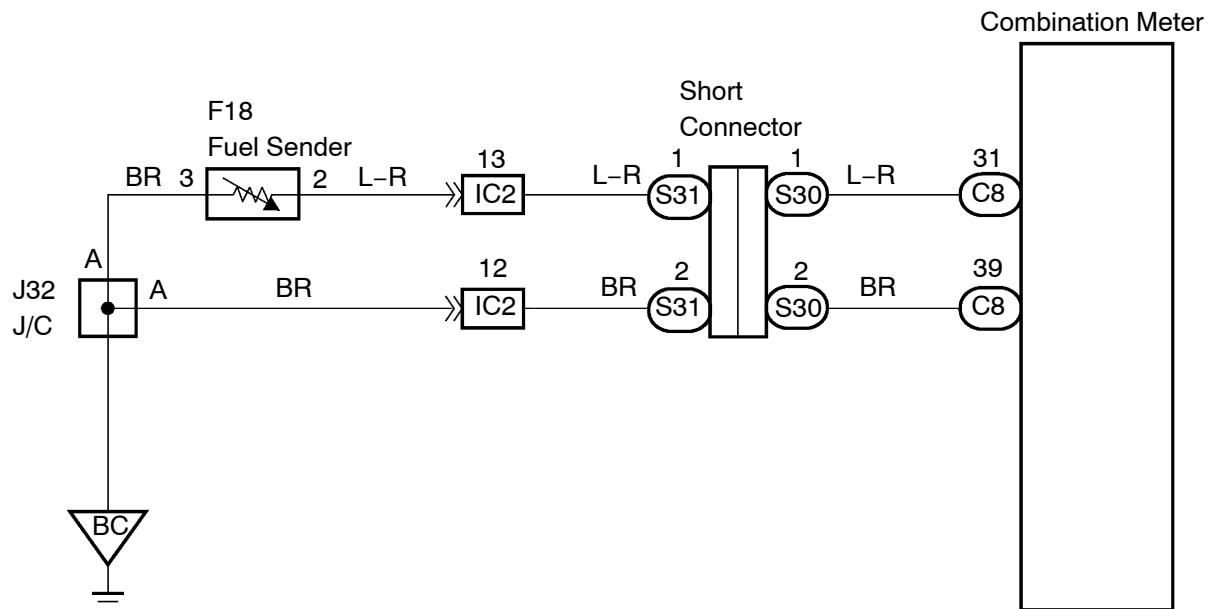 Combination Meter
Short
Connector
F18
Fuel Sender
BR 3 2 L−R 13 IC2 L−R 1 S31 1 S30 L−R 31 C8
A
J32
J/C
A BR 12 IC2 BR 2 S31 2 S30 BR 39 C8
BC